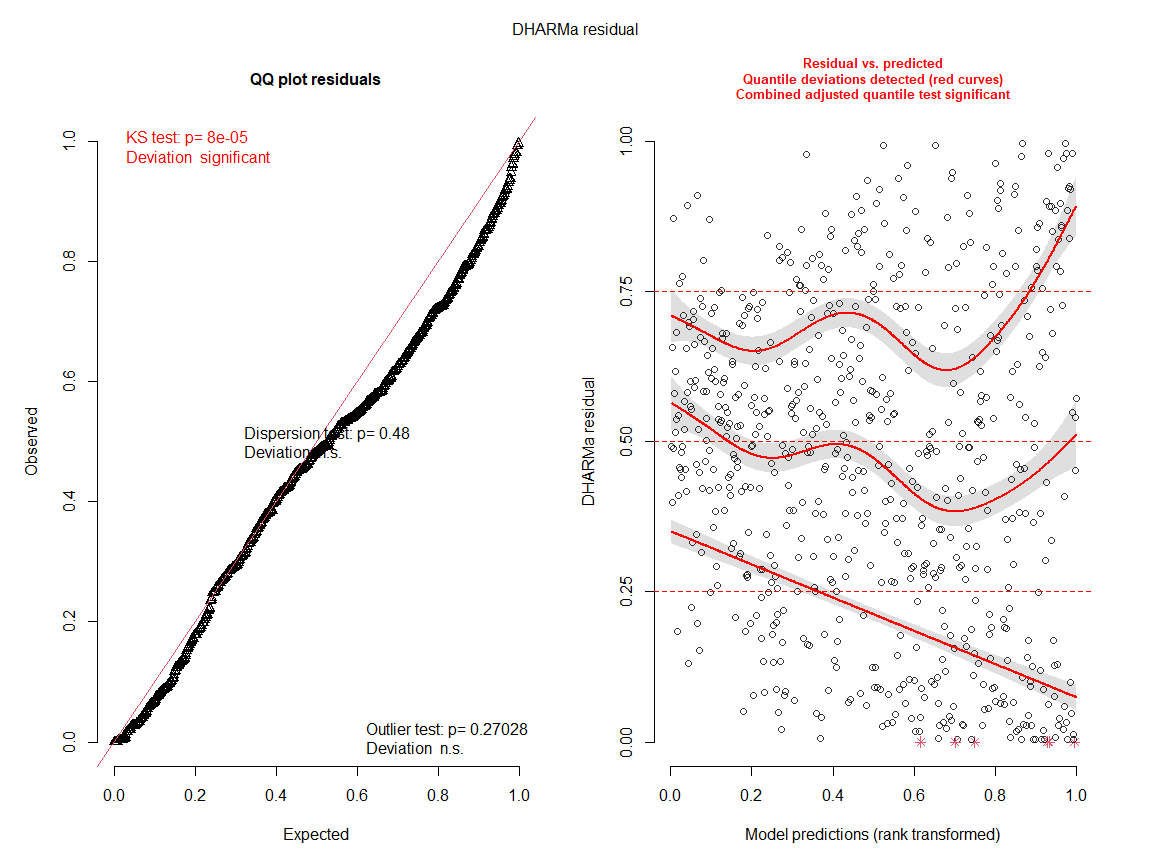 DHARMa residual
QQ plot residuals
KS test: p= 8e-05
Deviation  significant
Dispersion test: p= 0.48
Deviation n.s.
Outlier test: p= 0.27028
Deviation  n.s.
Observed
0.0
0.2
0.4
0.6
0.8
1.0
0.0 0.2 0.4 0.6 0.8 1.0
Expected
Residual vs. predicted
Quantile deviations detected (red curves)
Combined adjusted quantile test significant
DHARMa residual
0.00
0.25
0.50
0.75
1.00
0.0 0.2 0.4 0.6 0.8 1.0
Model predictions (rank transformed)